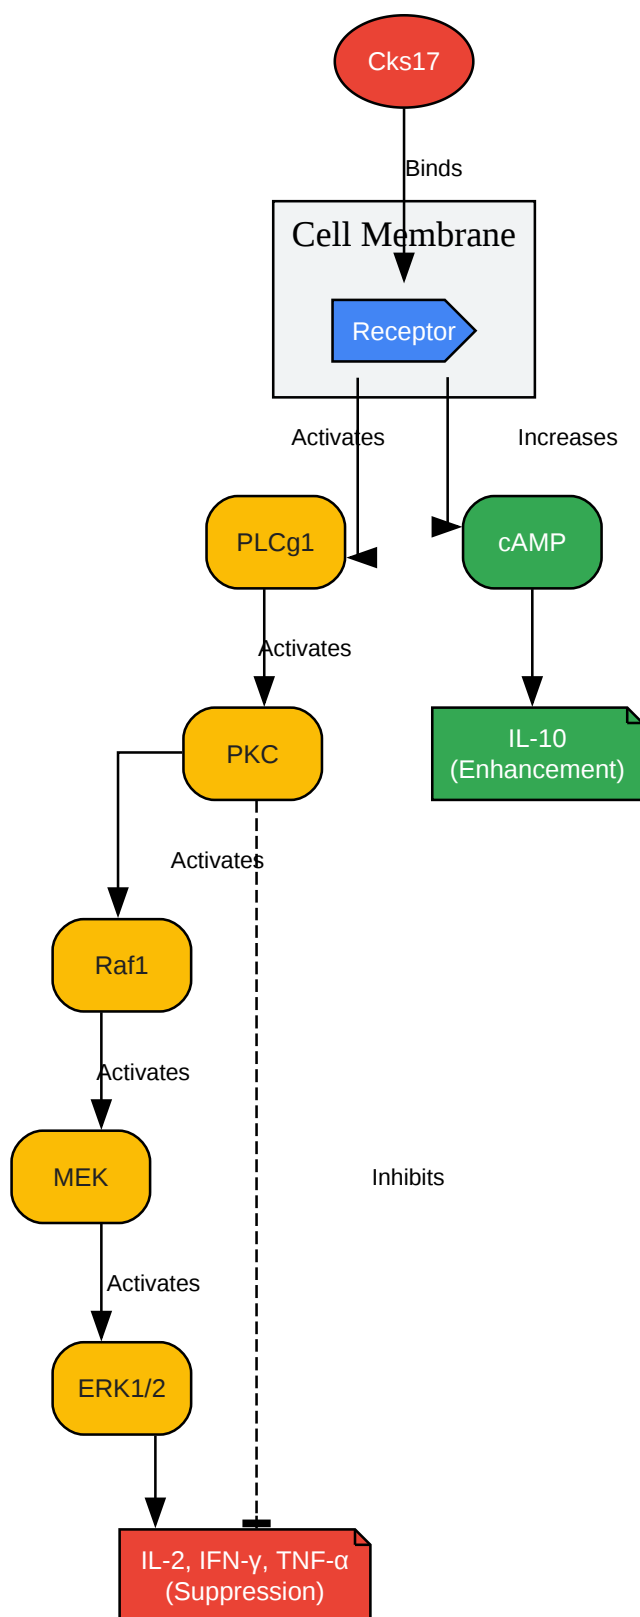 Cks17
Binds
Cell Membrane
Receptor
Activates
Increases
PLCg1
cAMP
Activates
PKC
IL-10
(Enhancement)
Activates
Raf1
Activates
MEK
Inhibits
Activates
ERK1/2
IL-2, IFN-γ, TNF-α
(Suppression)